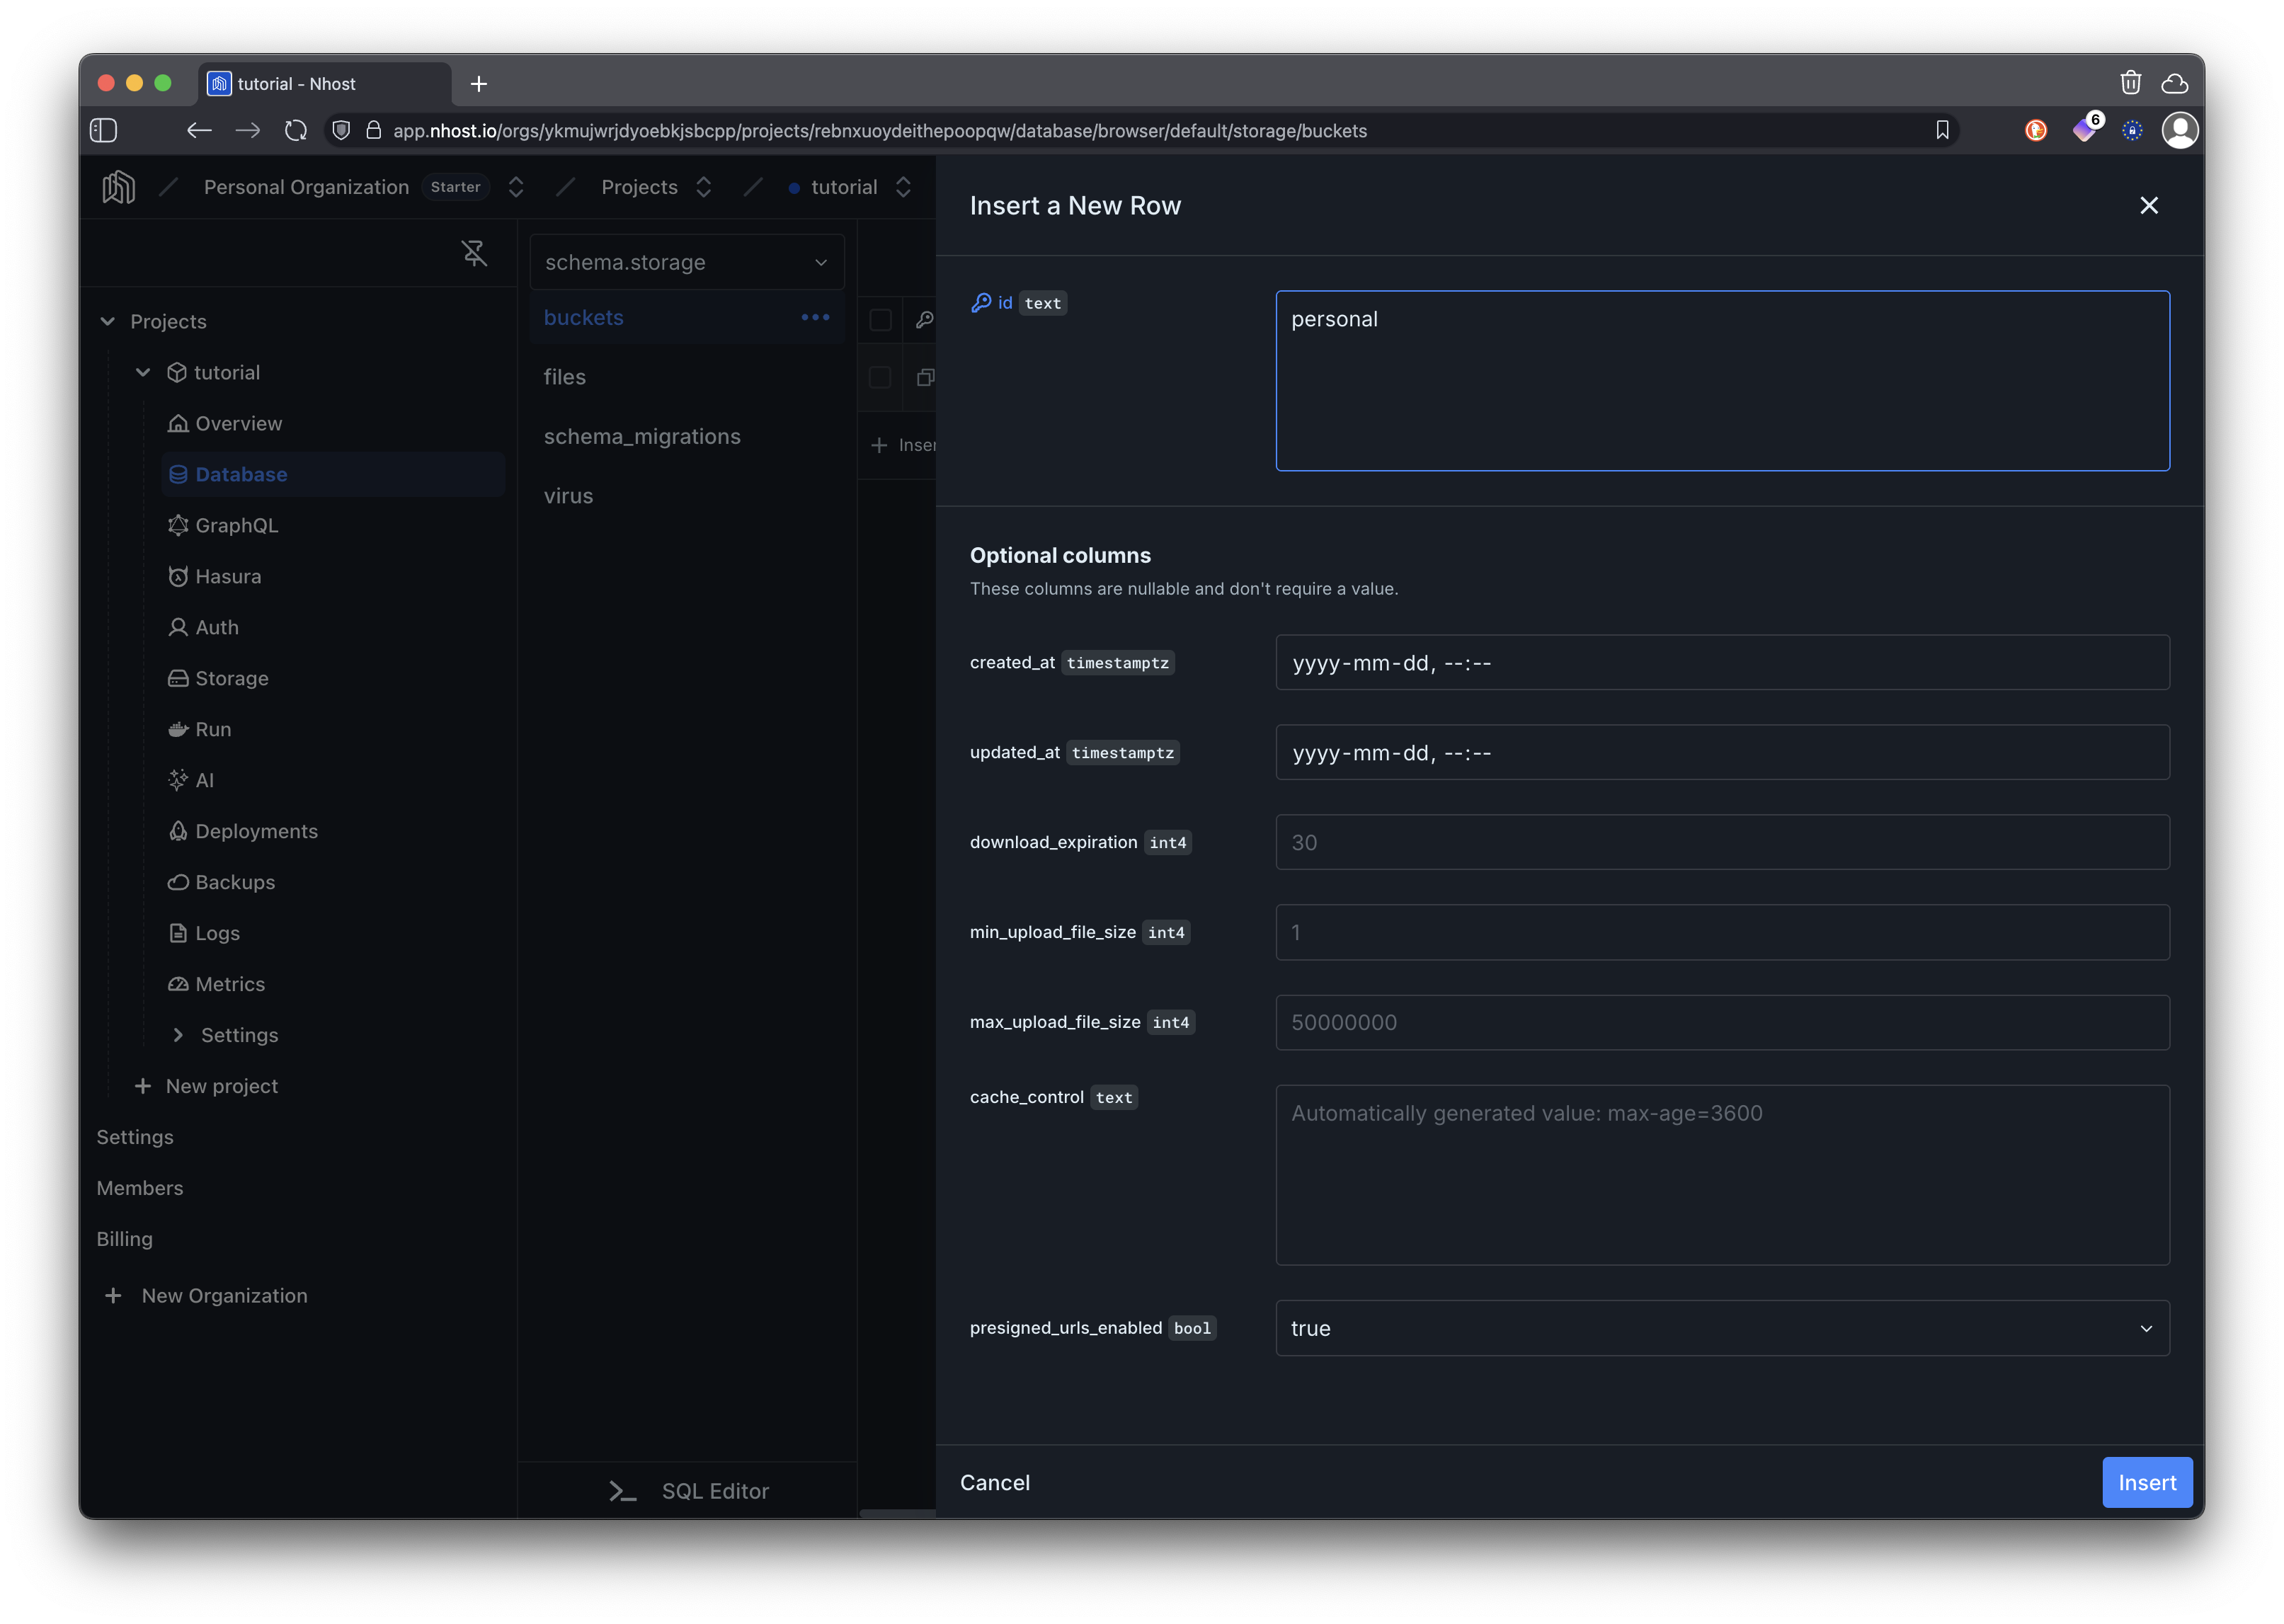 tutorial - Nhost
6
app.nhost.io/orgs/ykmujwrjdyoebkjsbcpp/projects/rebnxuoydeithepoopqw/database/browser/default/storage/buckets
Personal Organization Starter Projects tutorial
Projects
tutorial
Overview
Database
GraphQL
Hasura
Auth
Storage
Run
AI
Deployments
Backups
Logs
Metrics
Settings
New project
Settings
Members
Billing
New Organization
schema.storage
buckets
files
schema_migrations
virus
SQL Editor
Inser
Insert a New Row
id text
personal
Optional columns
These columns are nullable and don't require a value.
created_at timestamptz
yyyy-mm-dd, --:--
updated_at timestamptz
yyyy-mm-dd, --:--
download_expiration int4
30
min_upload_file_size int4
1
max_upload_file_size int4
50000000
cache_control text
Automatically generated value: max-age=3600
presigned_urls_enabled bool
true
Cancel
Insert